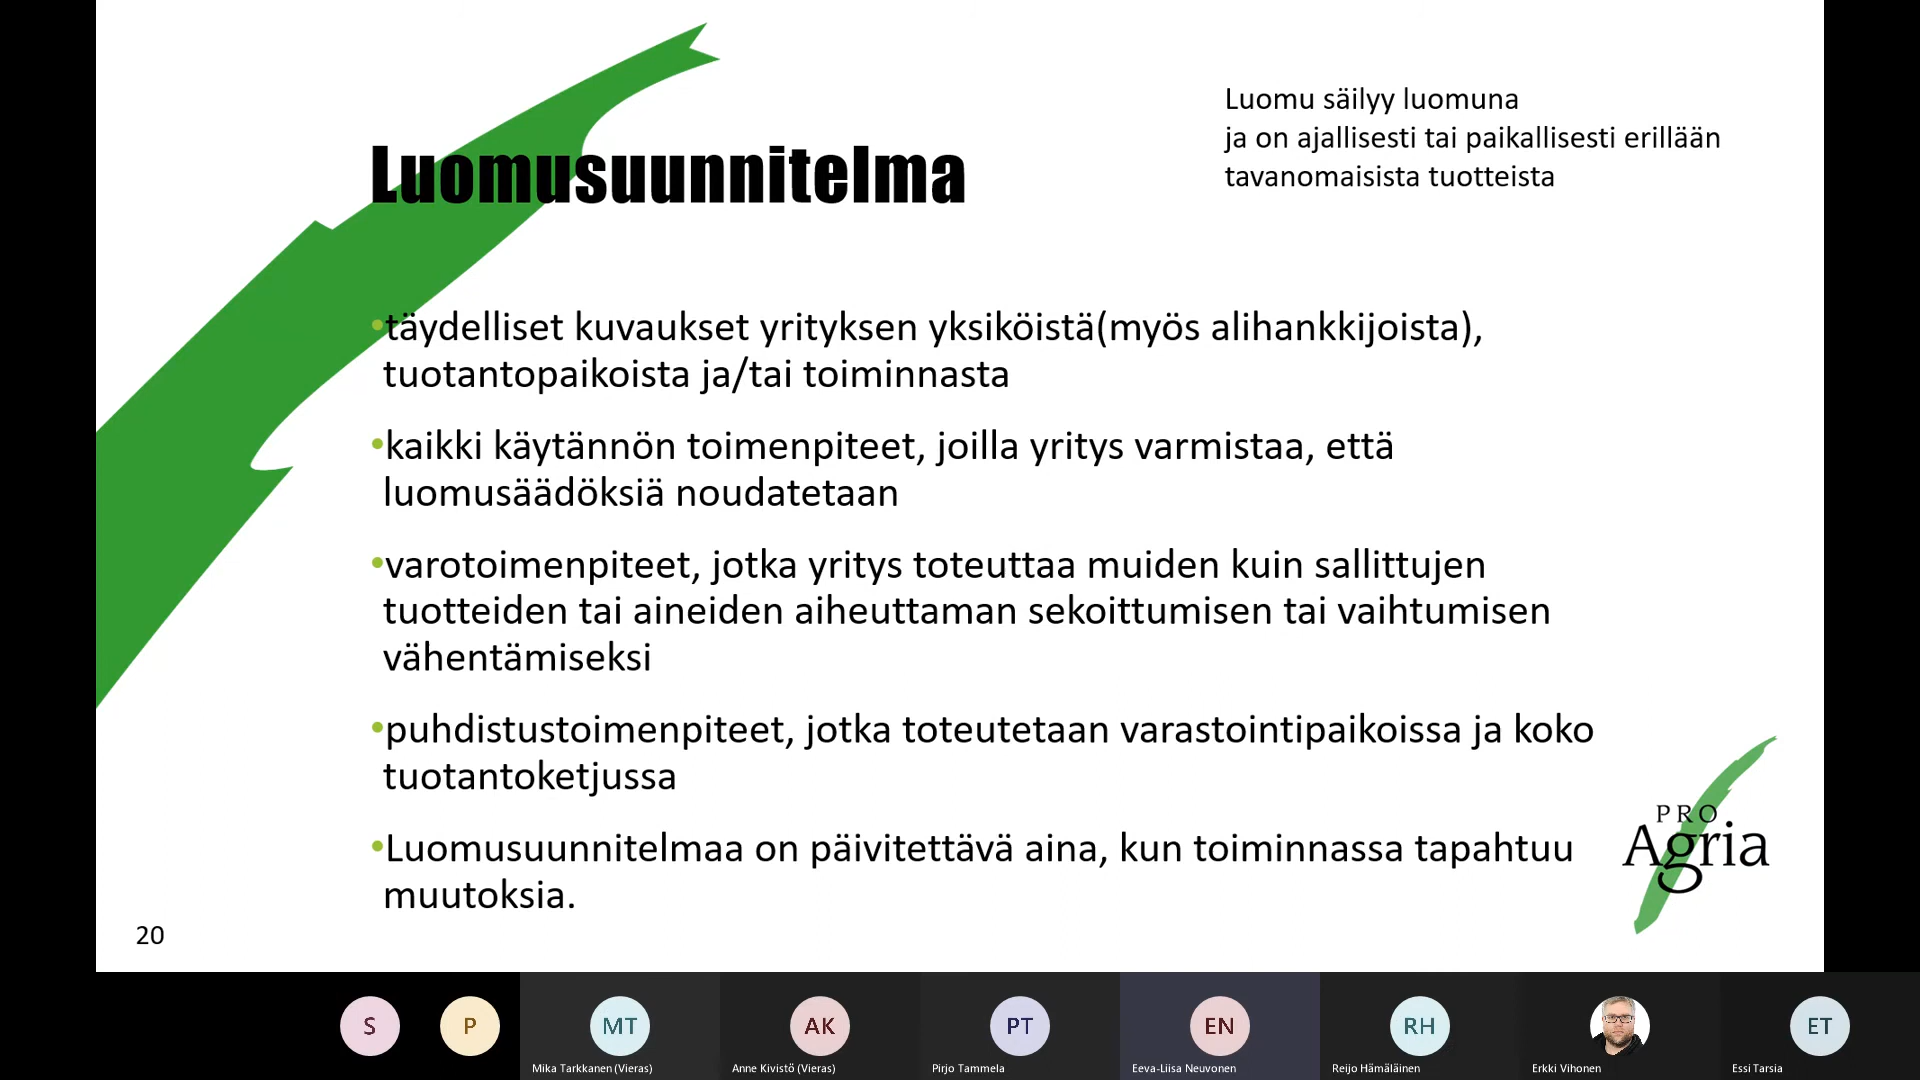 Luomu säilyy luomuna
ja on ajallisesti tai paikallisesti erillään
tavanomaisista tuotteista
Luomusuunnitelma
•täydelliset kuvaukset yrityksen yksiköistä(myös alihankkijoista),
tuotantopaikoista ja/tai toiminnasta
•kaikki käytännön toimenpiteet, joilla yritys varmistaa, että
luomusäädöksiä noudatetaan
•varotoimenpiteet, jotka yritys toteuttaa muiden kuin sallittujen
tuotteiden tai aineiden aiheuttaman sekoittumisen tai vaihtumisen
vähentämiseksi
•puhdistustoimenpiteet, jotka toteutetaan varastointipaikoissa ja koko
tuotantoketjussa
•Luomusuunnitelmaa on päivitettävä aina, kun toiminnassa tapahtuu
muutoksia.
PRO
Agria
20
S P MT AK PT EN RH ET
Mika Tarkkanen (Vieras) Anne Kivistö (Vieras) Pirjo Tammela Eeva-Liisa Neuvonen Reijo Hämäläinen Erkki Vihonen Essi Tarsia